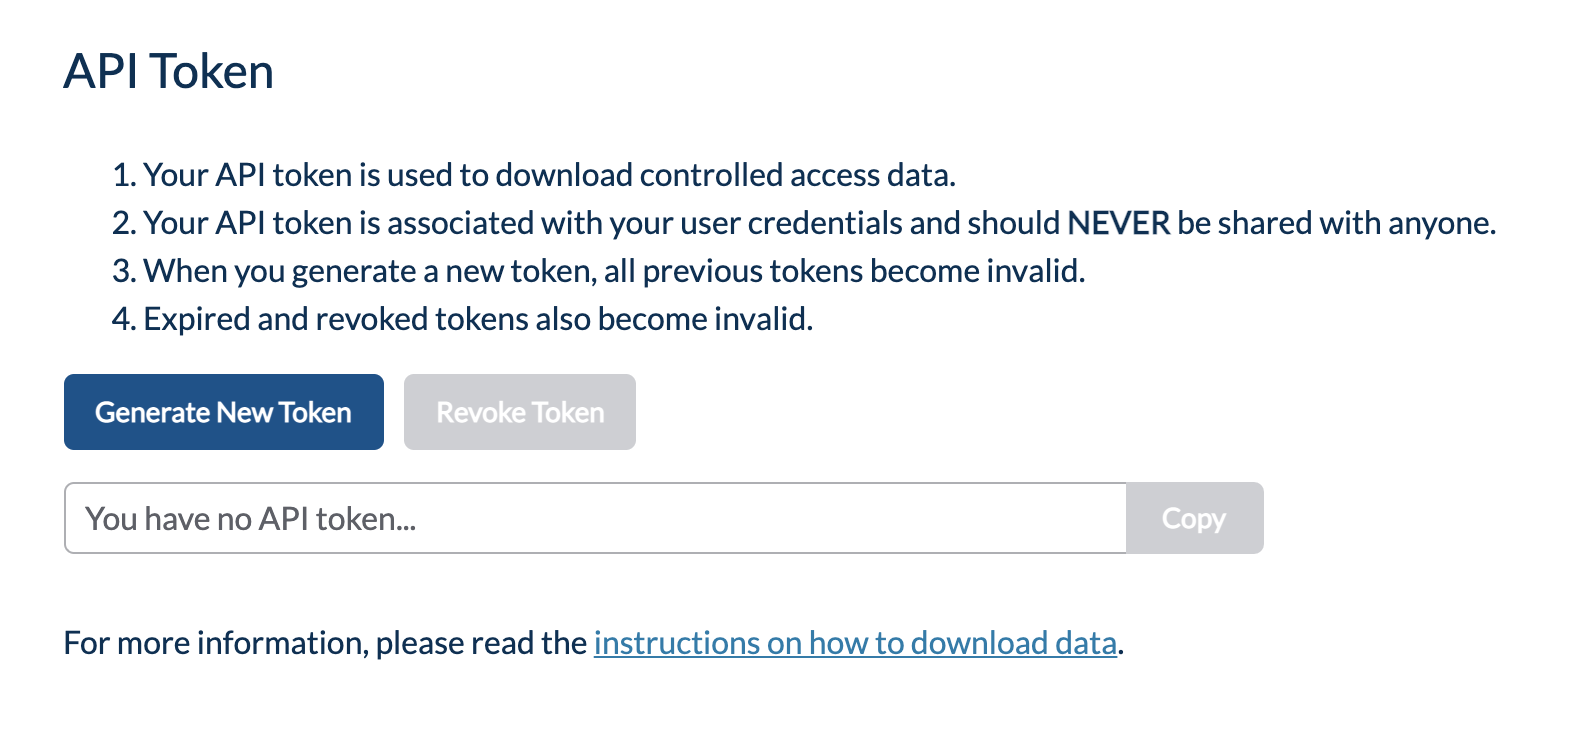 API Token
1. Your API token is used to download controlled access data.
2. Your API token is associated with your user credentials and should NEVER be shared with anyone.
3. When you generate a new token, all previous tokens become invalid.
4. Expired and revoked tokens also become invalid.
Generate New Token Revoke Token
You have no API token... Copy
For more information, please read the instructions on how to download data.